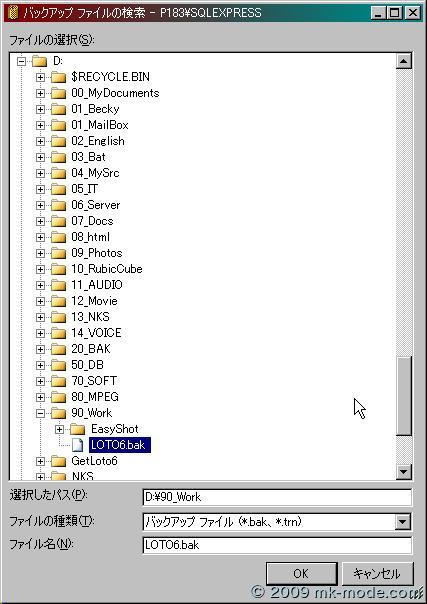 バックアップ ファイルの検索 - P183¥SQLEXPRESS
ファイルの選択(S):
D:
$RECYCLE.BIN
00_MyDocuments
01_Becky
01_MailBox
02_English
03_Bat
04_MySrc
05_IT
06_Server
07_Docs
08_html
09_Photos
10_RubicCube
11_AUDIO
12_Movie
13_NKS
14_VOICE
20_BAK
50_DB
70_SOFT
80_MPEG
90_Work
EasyShot
LOTO6.bak
GetLoto6
NKS
選択したパス(P): D:¥90_Work
ファイルの種類(T): バックアップ ファイル (*.bak、*.trn)
ファイル名(N): LOTO6.bak
OK キャンセル
© 2009 mk-mode.com